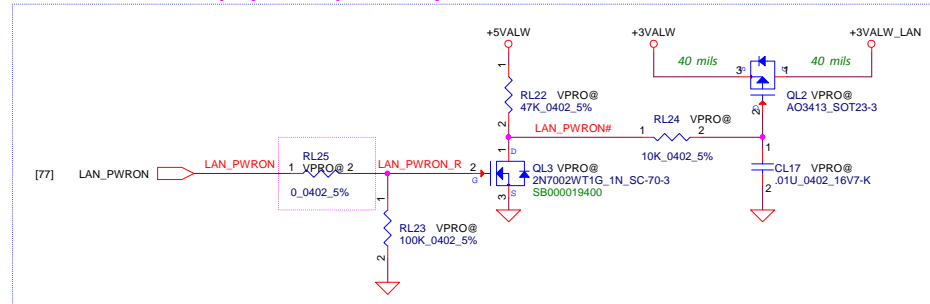 +5VALW
+3VALW
+3VALW_LAN
40 mils
40 mils
3
1
S
D
G
2
QL2 VPRO@
AO3413_SOT23-3
1
RL22 VPRO@
47K_0402_5%
2
LAN_PWRON#
RL24 VPRO@
1
2
10K_0402_5%
[77]
LAN_PWRON
LAN_PWRON
RL25
1
VPRO@
2
0_0402_5%
LAN_PWRON_R
2
G
1
D
S
3
QL3 VPRO@
2N7002WT1G_1N_SC-70-3
SB000019400
1
CL17 VPRO@
.01U_0402_16V7-K
2
1
RL23 VPRO@
100K_0402_5%
2